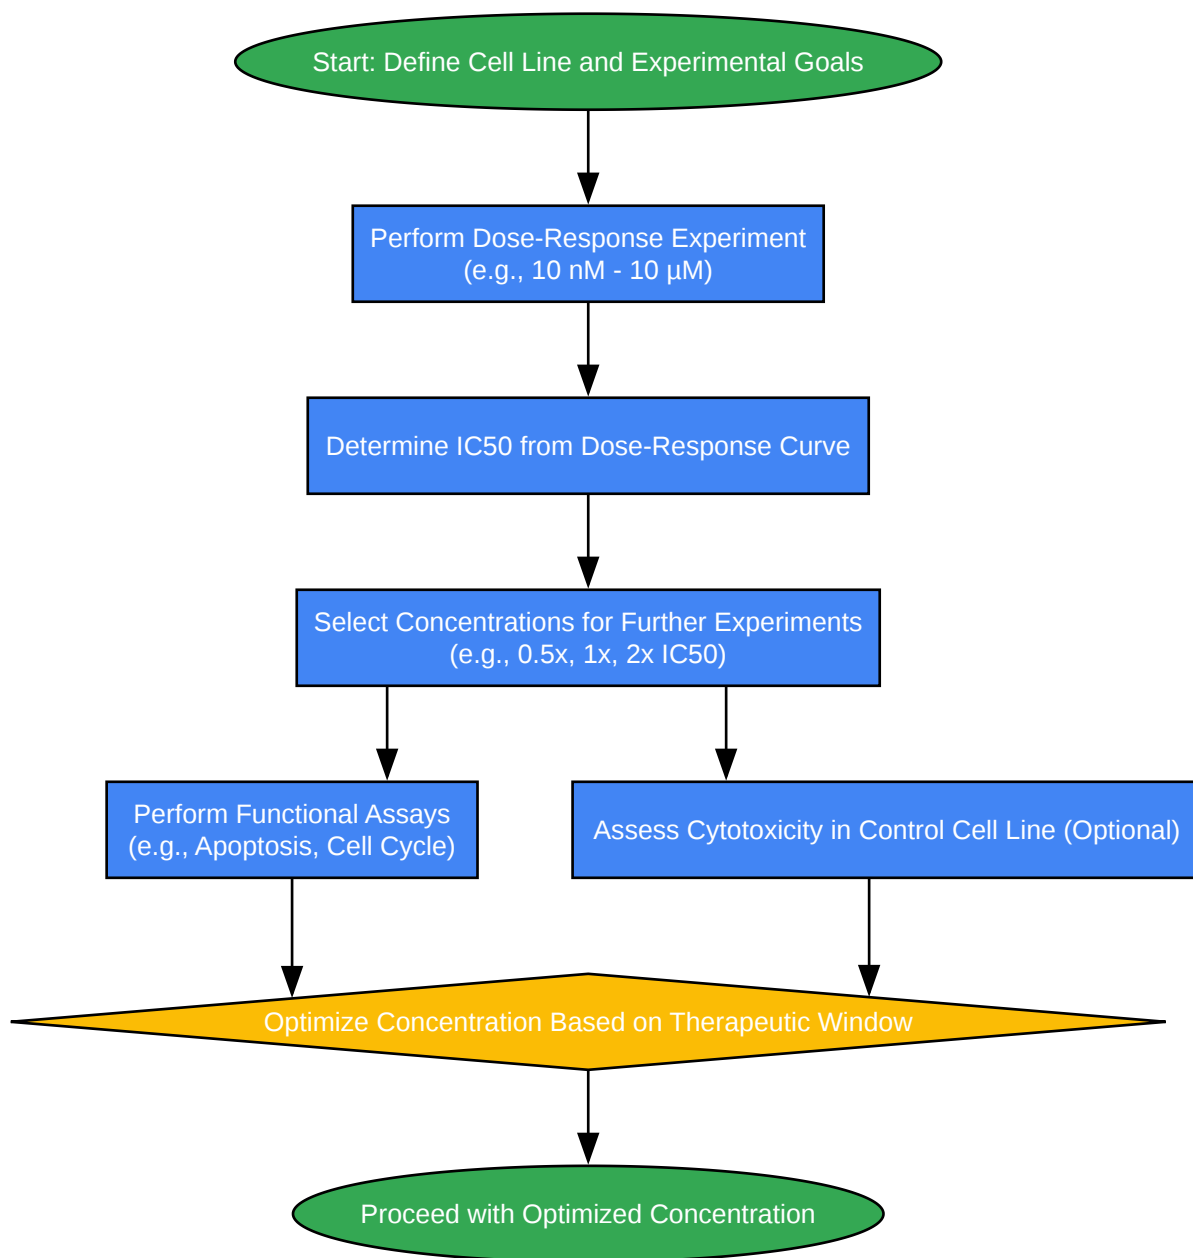 Start: Define Cell Line and Experimental Goals
Perform Dose-Response Experiment
(e.g., 10 nM - 10 µM)
Determine IC50 from Dose-Response Curve
Select Concentrations for Further Experiments
(e.g., 0.5x, 1x, 2x IC50)
Perform Functional Assays
(e.g., Apoptosis, Cell Cycle)
Assess Cytotoxicity in Control Cell Line (Optional)
Optimize Concentration Based on Therapeutic Window
Proceed with Optimized Concentration